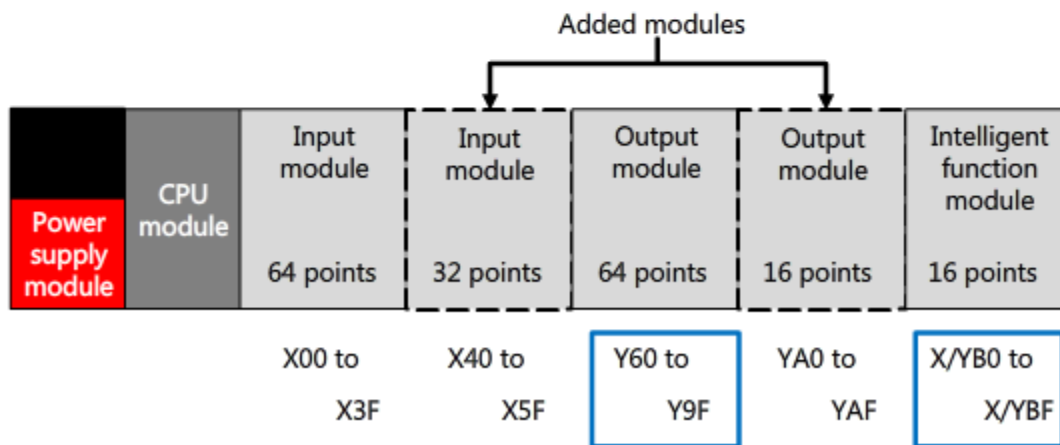 Added modules
Power
supply
module
CPU
module
Input
module
64 points
Input
module
32 points
Output
module
64 points
Output
module
16 points
Intelligent
function
module
16 points
X00 to
X3F
X40 to
X5F
Y60 to
Y9F
YA0 to
YAF
X/YB0 to
X/YBF